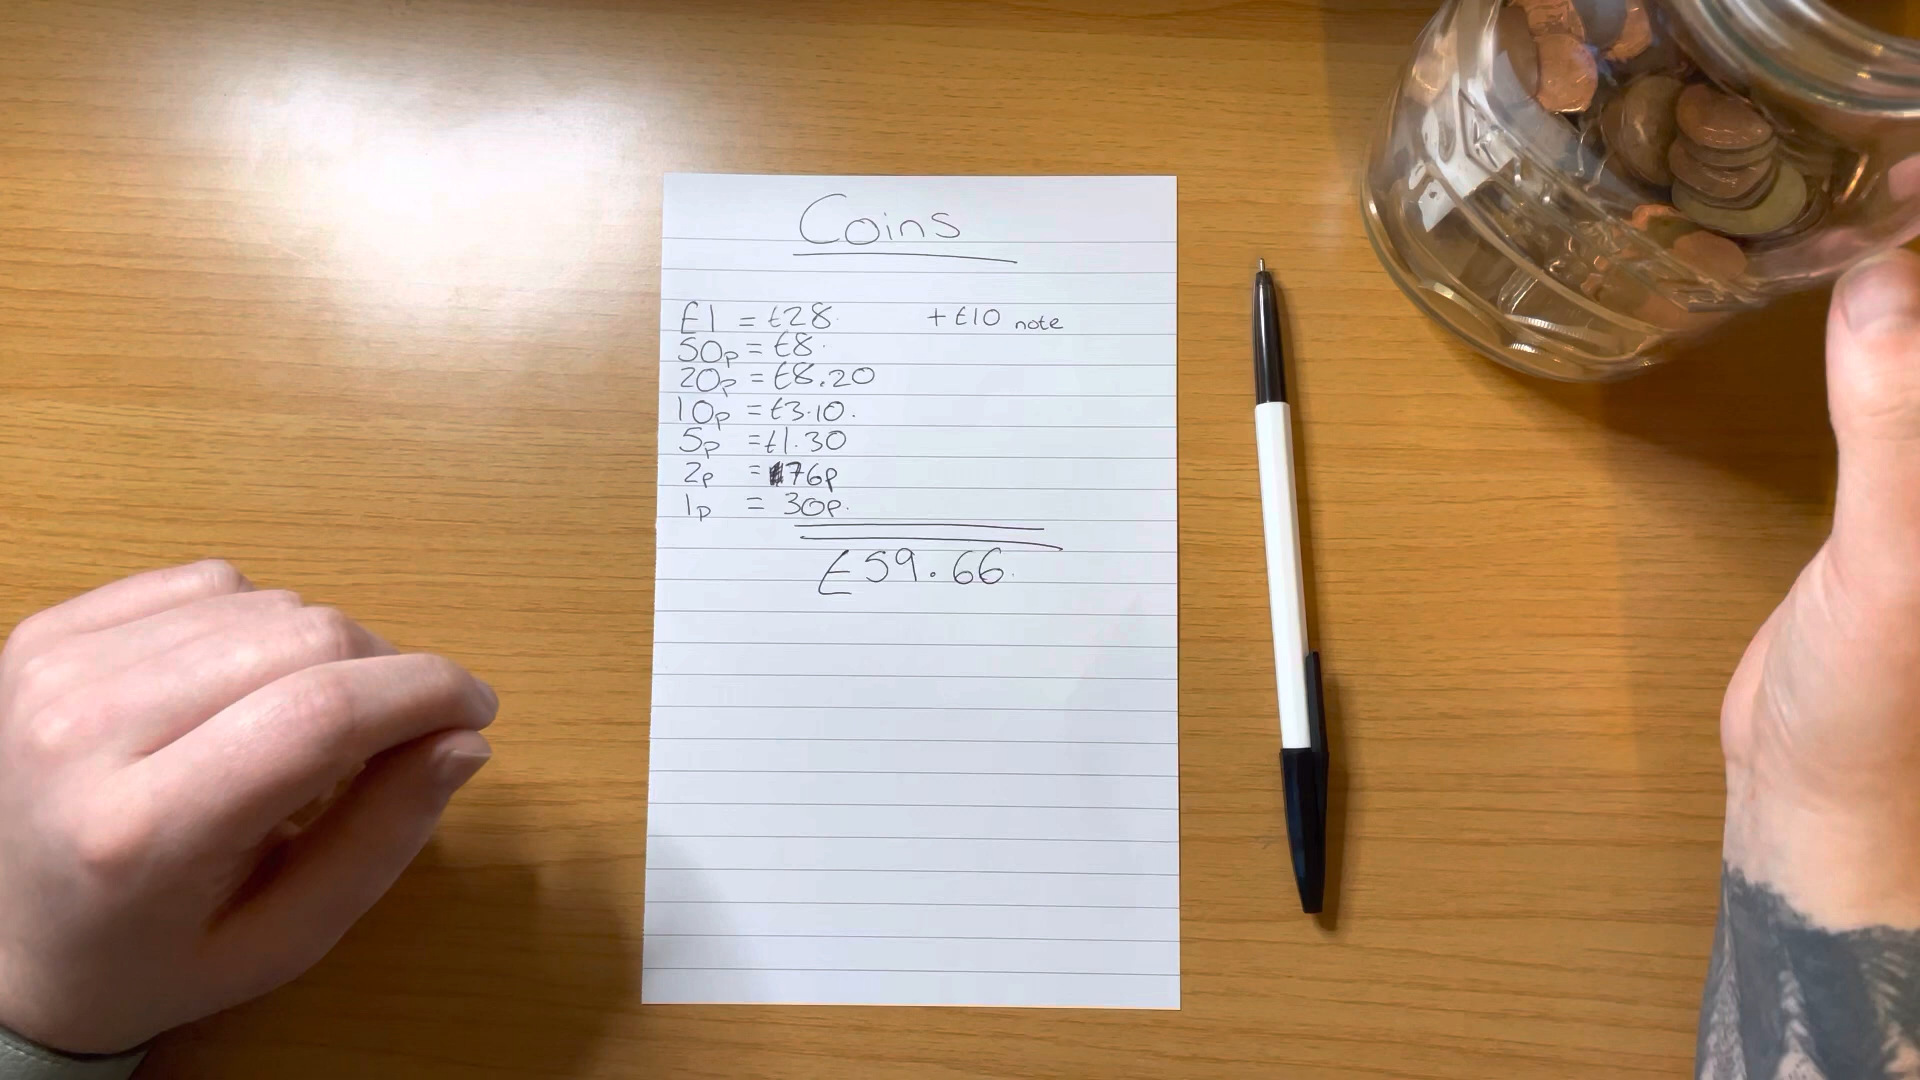 Coins
£1 = £28. + £10 note
50p = £8.
20p = £8.20
10p = £3.10.
5p = £1.30
2p = 76p
1p = 30p.
£59.66.